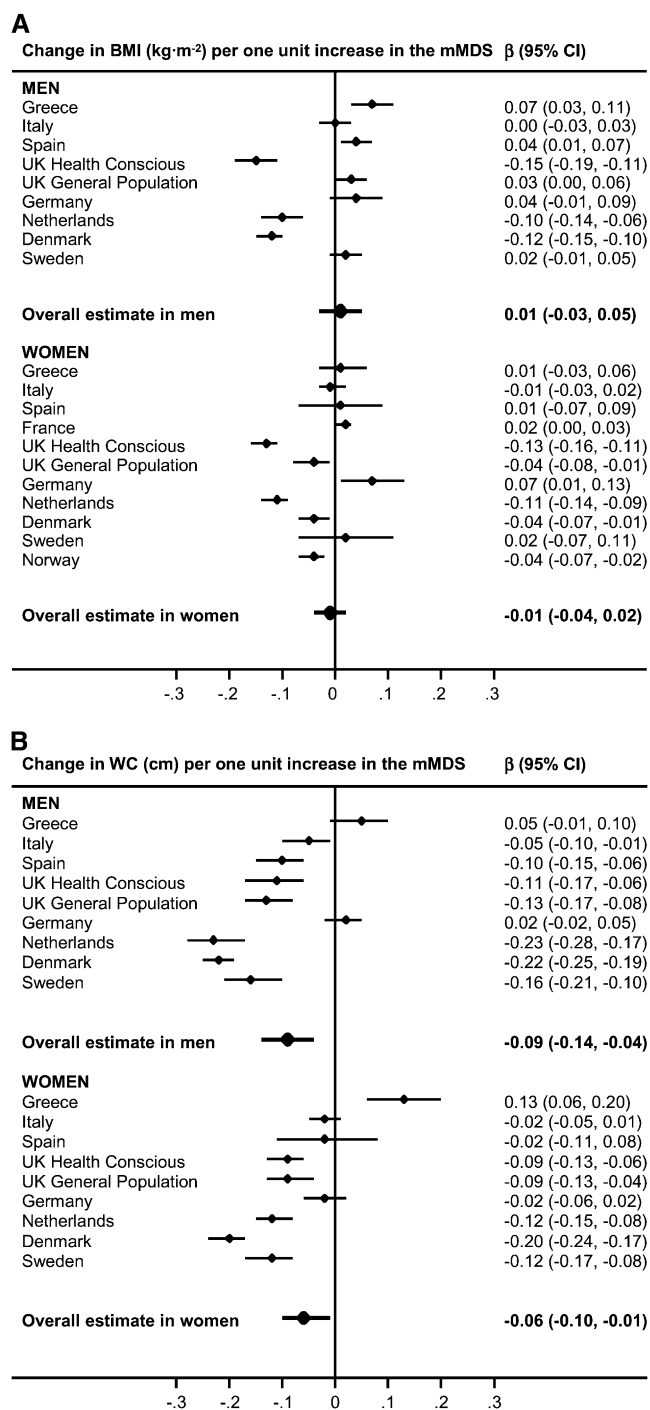 A
Change in BMI (kg·m-2) per one unit increase in the mMDS β (95% CI)
MEN
Greece 0.07 (0.03, 0.11)
Italy 0.00 (-0.03, 0.03)
Spain 0.04 (0.01, 0.07)
UK Health Conscious -0.15 (-0.19, -0.11)
UK General Population 0.03 (0.00, 0.06)
Germany 0.04 (-0.01, 0.09)
Netherlands -0.10 (-0.14, -0.06)
Denmark -0.12 (-0.15, -0.10)
Sweden 0.02 (-0.01, 0.05)
Overall estimate in men 0.01 (-0.03, 0.05)
WOMEN
Greece 0.01 (-0.03, 0.06)
Italy -0.01 (-0.03, 0.02)
Spain 0.01 (-0.07, 0.09)
France 0.02 (0.00, 0.03)
UK Health Conscious -0.13 (-0.16, -0.11)
UK General Population -0.04 (-0.08, -0.01)
Germany 0.07 (0.01, 0.13)
Netherlands -0.11 (-0.14, -0.09)
Denmark -0.04 (-0.07, -0.01)
Sweden 0.02 (-0.07, 0.11)
Norway -0.04 (-0.07, -0.02)
Overall estimate in women -0.01 (-0.04, 0.02)
-.3 -.2 -.1 0 .1 .2 .3
B
Change in WC (cm) per one unit increase in the mMDS β (95% CI)
MEN
Greece 0.05 (-0.01, 0.10)
Italy -0.05 (-0.10, -0.01)
Spain -0.10 (-0.15, -0.06)
UK Health Conscious -0.11 (-0.17, -0.06)
UK General Population -0.13 (-0.17, -0.08)
Germany 0.02 (-0.02, 0.05)
Netherlands -0.23 (-0.28, -0.17)
Denmark -0.22 (-0.25, -0.19)
Sweden -0.16 (-0.21, -0.10)
Overall estimate in men -0.09 (-0.14, -0.04)
WOMEN
Greece 0.13 (0.06, 0.20)
Italy -0.02 (-0.05, 0.01)
Spain -0.02 (-0.11, 0.08)
UK Health Conscious -0.09 (-0.13, -0.06)
UK General Population -0.09 (-0.13, -0.04)
Germany -0.02 (-0.06, 0.02)
Netherlands -0.12 (-0.15, -0.08)
Denmark -0.20 (-0.24, -0.17)
Sweden -0.12 (-0.17, -0.08)
Overall estimate in women -0.06 (-0.10, -0.01)
-.3 -.2 -.1 0 .1 .2 .3